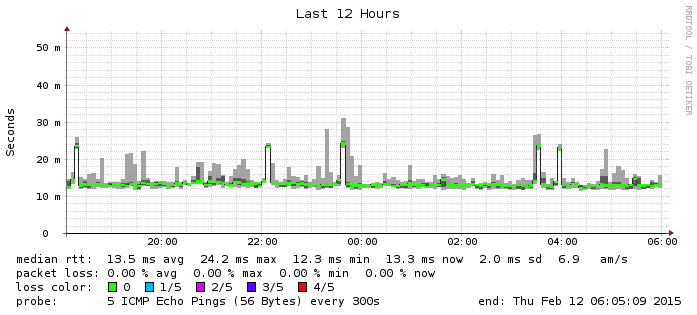 Last 12 Hours
RRDTOOL / TOBI OETIKER
Seconds
50 m
40 m
30 m
20 m
10 m
0
20:00 22:00 00:00 02:00 04:00 06:00
median rtt: 13.5 ms avg 24.2 ms max 12.3 ms min 13.3 ms now 2.0 ms sd 6.9 am/s
packet loss: 0.00 % avg 0.00 % max 0.00 % min 0.00 % now
loss color: 0 1/5 2/5 3/5 4/5
probe: 5 ICMP Echo Pings (56 Bytes) every 300s end: Thu Feb 12 06:05:09 2015